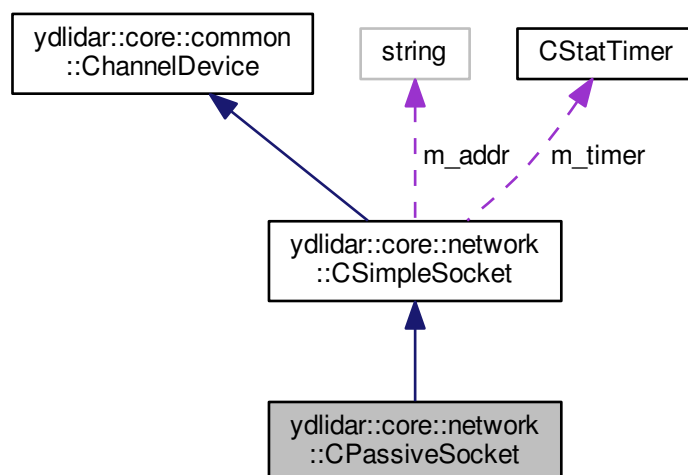 ydlidar::core::common
::ChannelDevice
string
CStatTimer
m_addr
m_timer
ydlidar::core::network
::CSimpleSocket
ydlidar::core::network
::CPassiveSocket